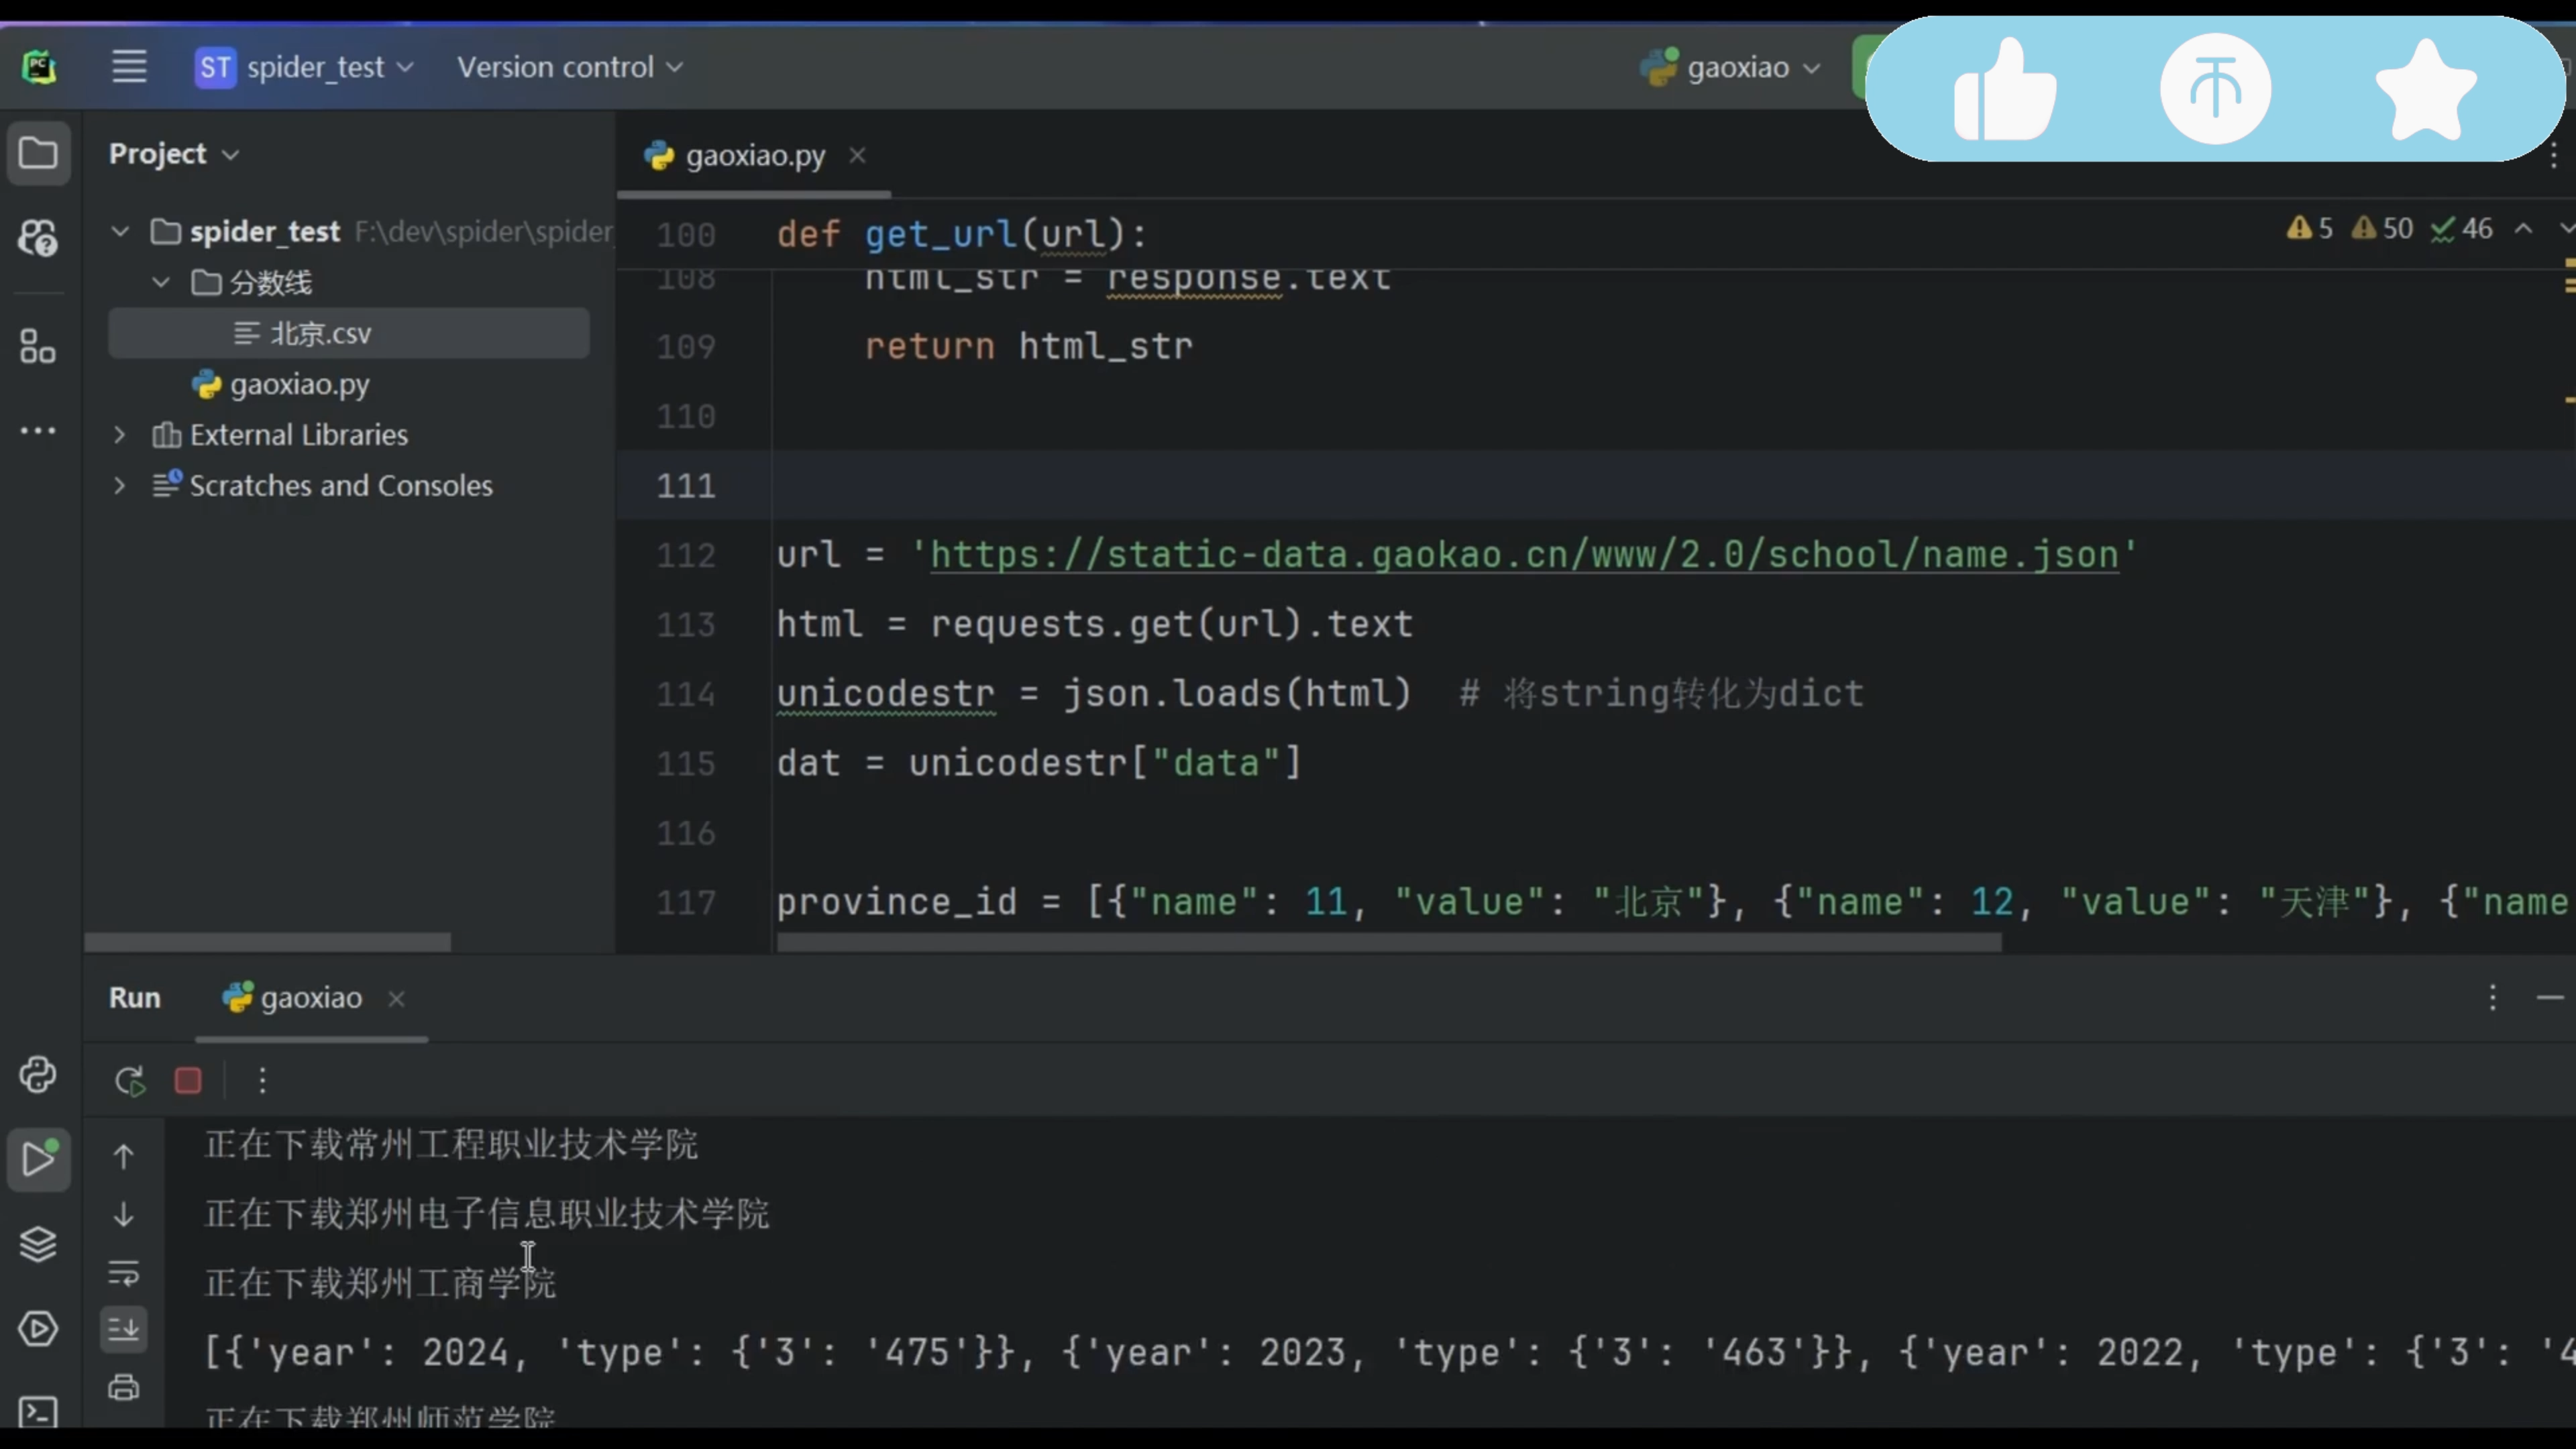 PC
ST spider_test
Version control
gaoxiao
Project
gaoxiao.py
spider_test F:\dev\spider\spider_
分数线
北京.csv
gaoxiao.py
External Libraries
Scratches and Consoles
5 50 46
100 def get_url(url):
108 html_str = response.text
109 return html_str
110
111
112 url = 'https://static-data.gaokao.cn/www/2.0/school/name.json'
113 html = requests.get(url).text
114 unicodestr = json.loads(html) # 将string转化为dict
115 dat = unicodestr["data"]
116
117 province_id = [{"name": 11, "value": "北京"}, {"name": 12, "value": "天津"}, {"name
Run gaoxiao
正在下载常州工程职业技术学院
正在下载郑州电子信息职业技术学院
正在下载郑州工商学院
[{'year': 2024, 'type': {'3': '475'}}, {'year': 2023, 'type': {'3': '463'}}, {'year': 2022, 'type': {'3': '4
正在下载郑州师范学院